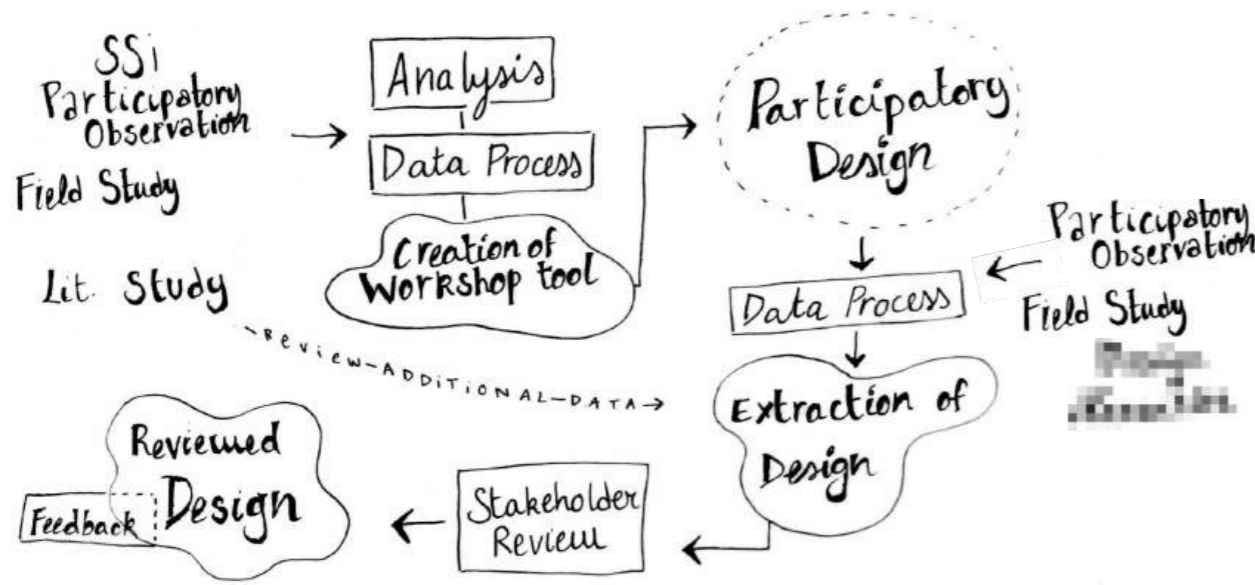 SSi
Participatory
Observation
Field Study
Lit. Study
Analysis
Data Process
Creation of
Workshop tool
Participatory
Design
Participatory
Observation
Field Study
Data Process
-REViEW-ADDiTiONAL-DATA→
Extraction of
Design
Stakeholder
Review
Reviewed
Design
Feedback